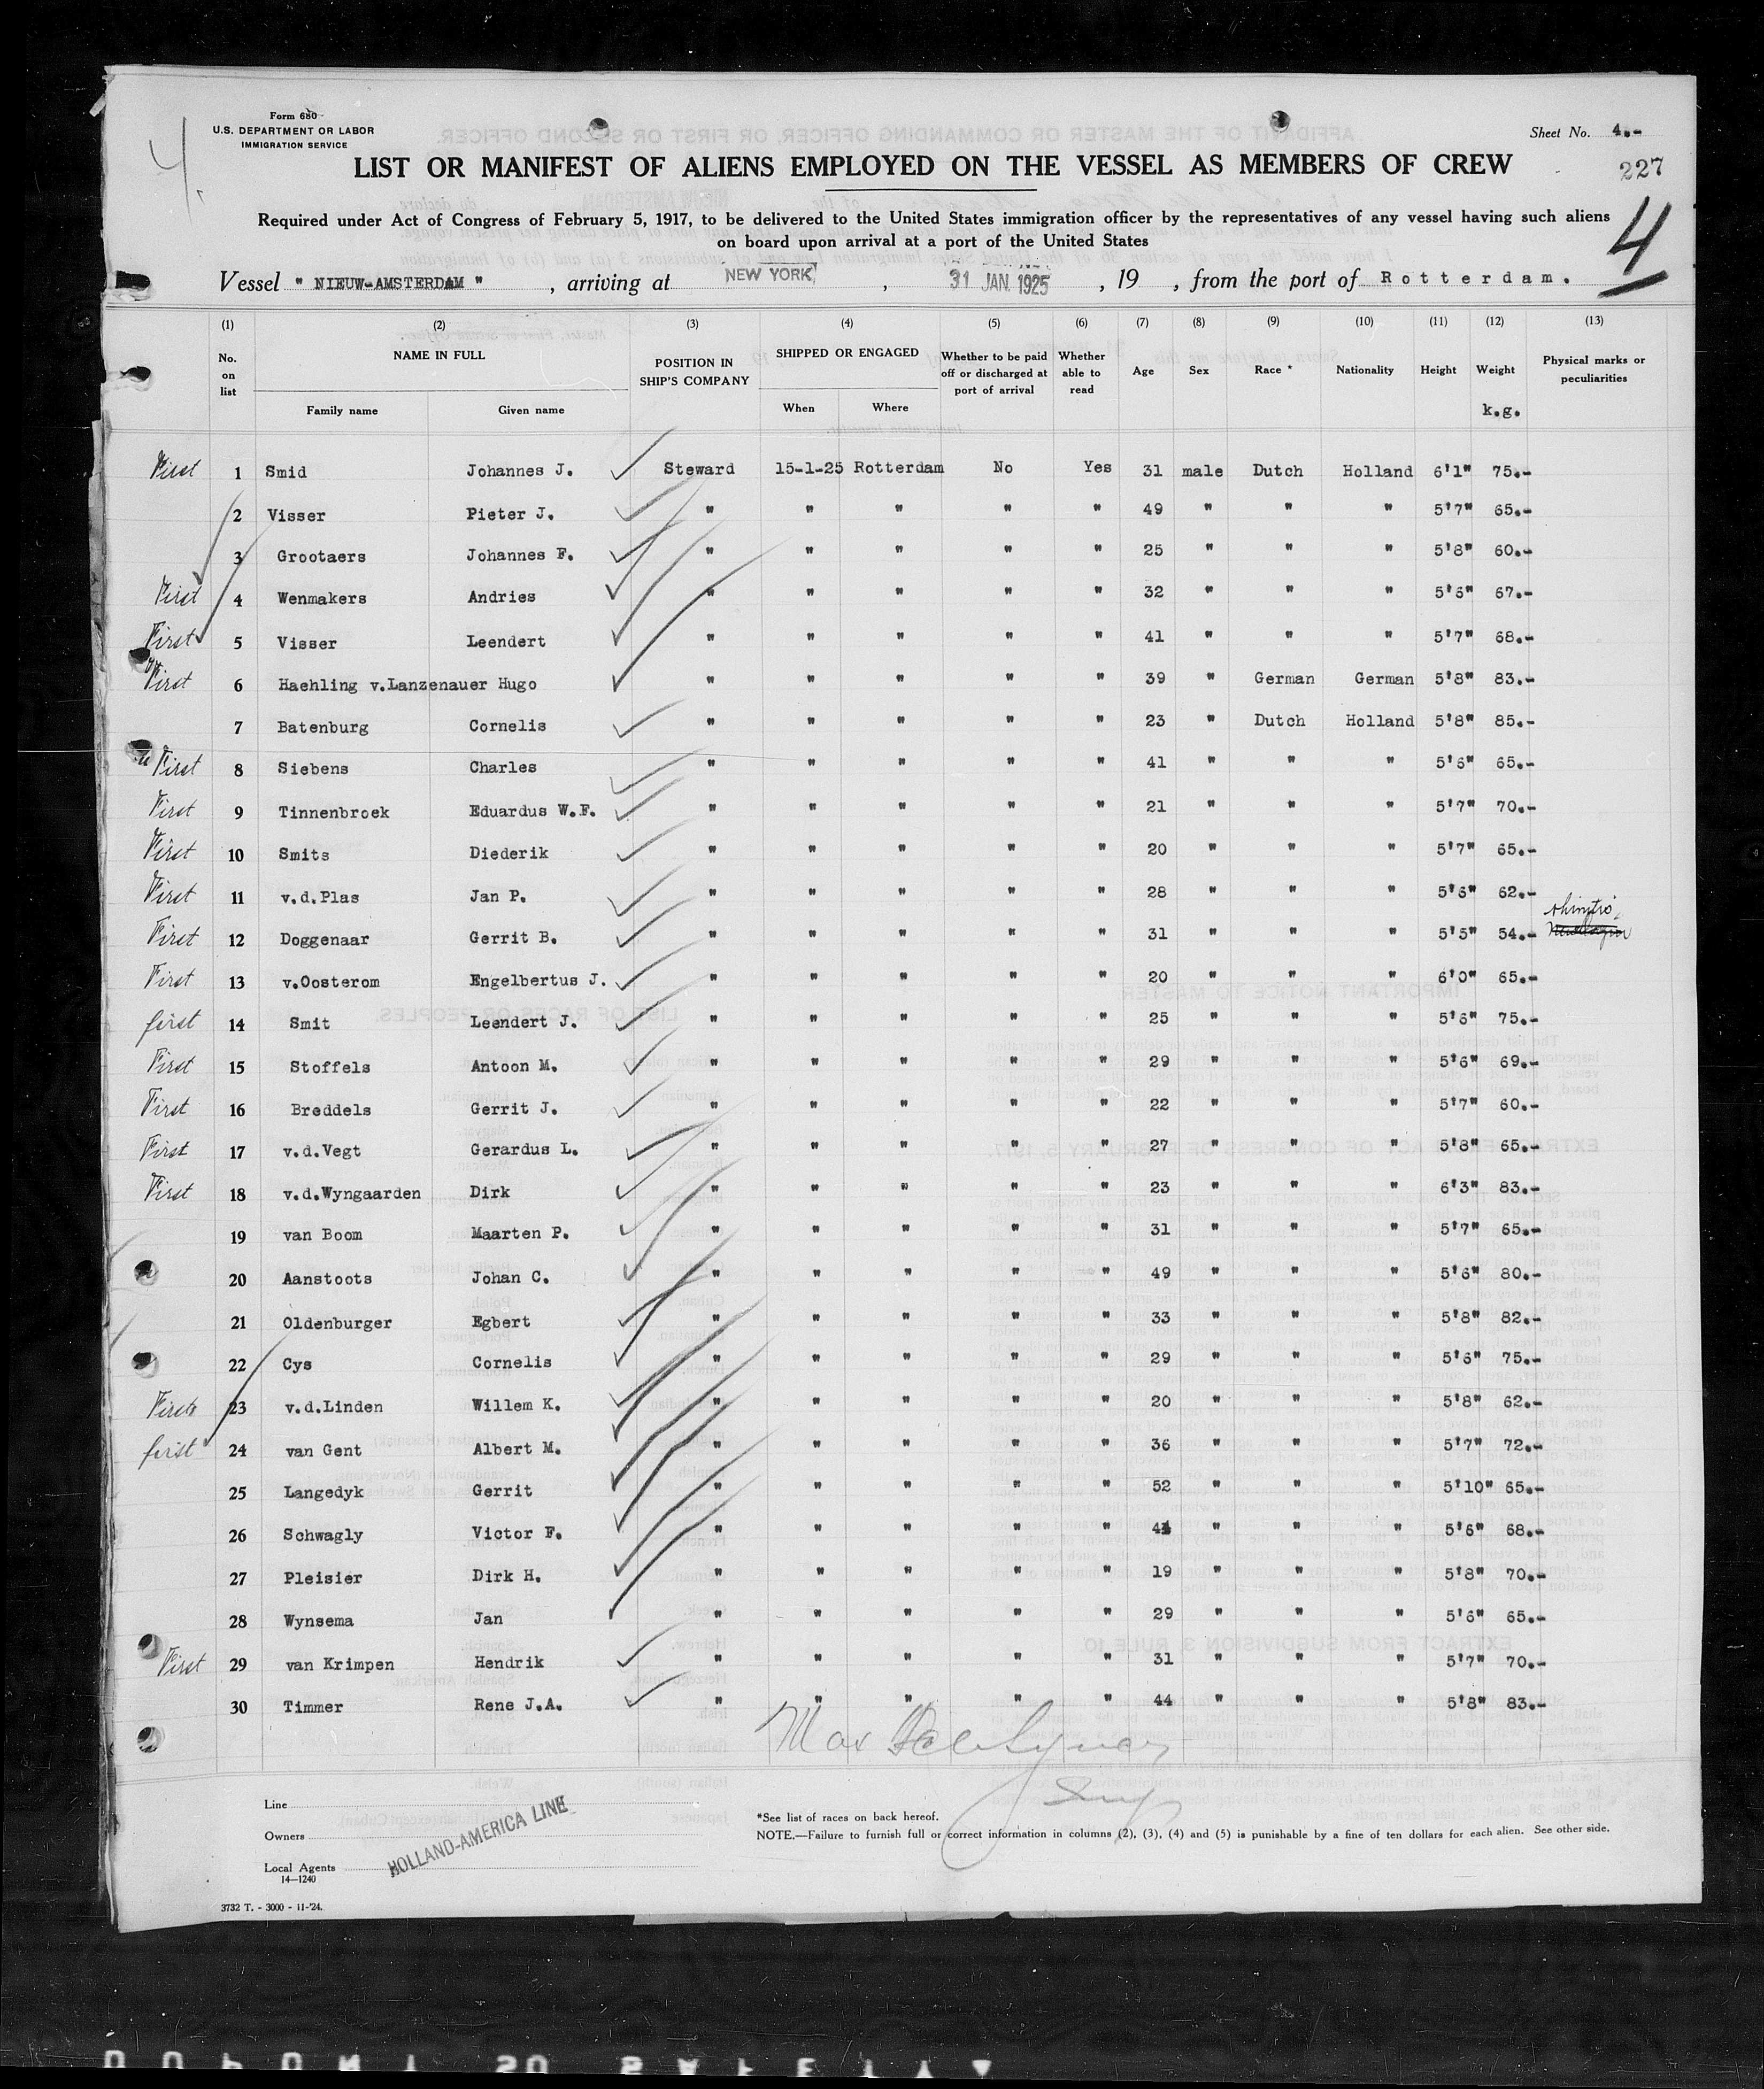 Form 680
U.S. DEPARTMENT OR LABOR
IMMIGRATION SERVICE
Sheet No. 4.-
4.
LIST OR MANIFEST OF ALIENS EMPLOYED ON THE VESSEL AS MEMBERS OF CREW
227
Required under Act of Congress of February 5, 1917, to be delivered to the United States immigration officer by the representatives of any vessel having such aliens
on board upon arrival at a port of the United States
4
Vessel " NIEUW-AMSTERDAM " , arriving at NEW YORK , 31 JAN. 1925 , 19 , from the port of Rotterdam.
(1) (2) (3) (4) (5) (6) (7) (8) (9) (10) (11) (12) (13)
No. on list NAME IN FULL Family name Given name POSITION IN SHIP'S COMPANY SHIPPED OR ENGAGED When Where Whether to be paid off or discharged at port of arrival Whether able to read Age Sex Race * Nationality Height Weight k.g. Physical marks or peculiarities
First 1 Smid Johannes J. Steward 15-1-25 Rotterdam No Yes 31 male Dutch Holland 6'1" 75.-
2 Visser Pieter J. " " " " " 49 " " " 5'7" 65.-
3 Grootaers Johannes F. " " " " " 25 " " " 5'8" 60.-
First 4 Wenmakers Andries " " " " " 32 " " " 5'6" 67.-
First 5 Visser Leendert " " " " " 41 " " " 5'7" 68.-
First 6 Haehling v.Lanzenauer Hugo " " " " " 39 " German German 5'8" 83.-
7 Batenburg Cornelis " " " " " 23 " Dutch Holland 5'8" 85.-
First 8 Siebens Charles " " " " " 41 " " " 5'6" 65.-
First 9 Tinnenbroek Eduardus W.F. " " " " " 21 " " " 5'7" 70.-
First 10 Smits Diederik " " " " " 20 " " " 5'7" 65.-
First 11 v.d.Plas Jan P. " " " " " 28 " " " 5'6" 62.-
First 12 Doggenaar Gerrit B. " " " " " 31 " " " 5'5" 54.-
First 13 v.Oosterom Engelbertus J. " " " " " 20 " " " 6'0" 65.-
first 14 Smit Leendert J. " " " " " 25 " " " 5'6" 75.-
First 15 Stoffels Antoon M. " " " " " 29 " " " 5'6" 69.-
First 16 Breddels Gerrit J. " " " " " 22 " " " 5'7" 60.-
First 17 v.d.Vegt Gerardus L. " " " " " 27 " " " 5'8" 65.-
First 18 v.d.Wyngaarden Dirk " " " " " 23 " " " 6'3" 83.-
19 van Boom Maarten P. " " " " " 31 " " " 5'7" 65.-
20 Aanstoots Johan C. " " " " " 49 " " " 5'6" 80.-
21 Oldenburger Egbert " " " " " 33 " " " 5'8" 82.-
22 Cys Cornelis " " " " " 29 " " " 5'6" 75.-
First 23 v.d.Linden Willem K. " " " " " 20 " " " 5'8" 62.-
first 24 van Gent Albert M. " " " " " 36 " " " 5'7" 72.-
25 Langedyk Gerrit " " " " " 52 " " " 5'10" 65.-
26 Schwagly Victor F. " " " " " " " " 5'6" 68.-
27 Pleisier Dirk H. " " " " " 19 " " " 5'8" 70.-
28 Wynsema Jan " " " " " 29 " " " 5'6" 65.-
First 29 van Krimpen Hendrik " " " " " 31 " " " 5'7" 70.-
30 Timmer Rene J.A. " " " " " 44 " " " 5'8" 83.-
Line
Owners
Local Agents
HOLLAND-AMERICA LINE
14—1240
*See list of races on back hereof.
NOTE.—Failure to furnish full or correct information in columns (2), (3), (4) and (5) is punishable by a fine of ten dollars for each alien. See other side.
3732 T. - 3000 - 11-'24.